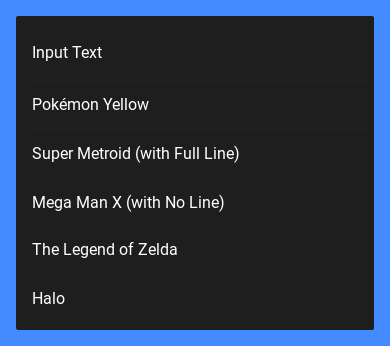 Input Text
Pokémon Yellow
Super Metroid (with Full Line)
Mega Man X (with No Line)
The Legend of Zelda
Halo